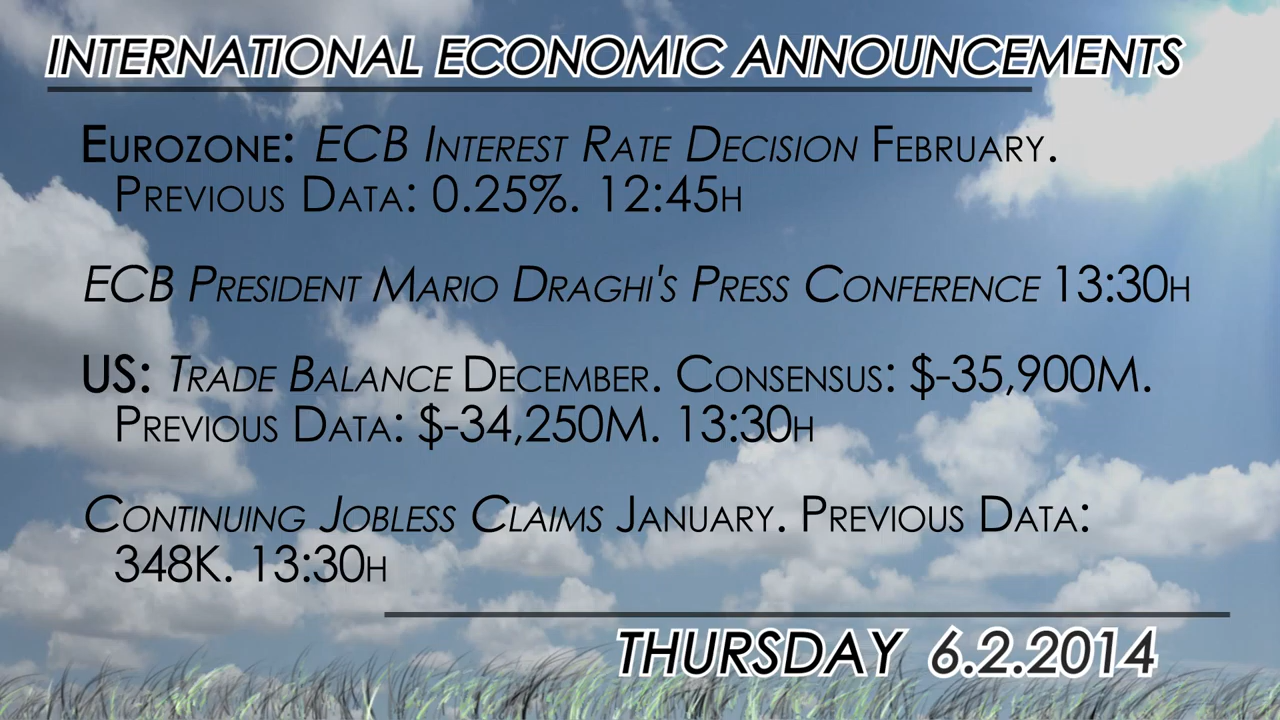 INTERNATIONAL ECONOMIC ANNOUNCEMENTS
EUROZONE: ECB INTEREST RATE DECISION FEBRUARY.
PREVIOUS DATA: 0.25%. 12:45H
ECB PRESIDENT MARIO DRAGHI'S PRESS CONFERENCE 13:30H
US: TRADE BALANCE DECEMBER. CONSENSUS: $-35,900M.
PREVIOUS DATA: $-34,250M. 13:30H
CONTINUING JOBLESS CLAIMS JANUARY. PREVIOUS DATA:
348K. 13:30H
THURSDAY 6.2.2014